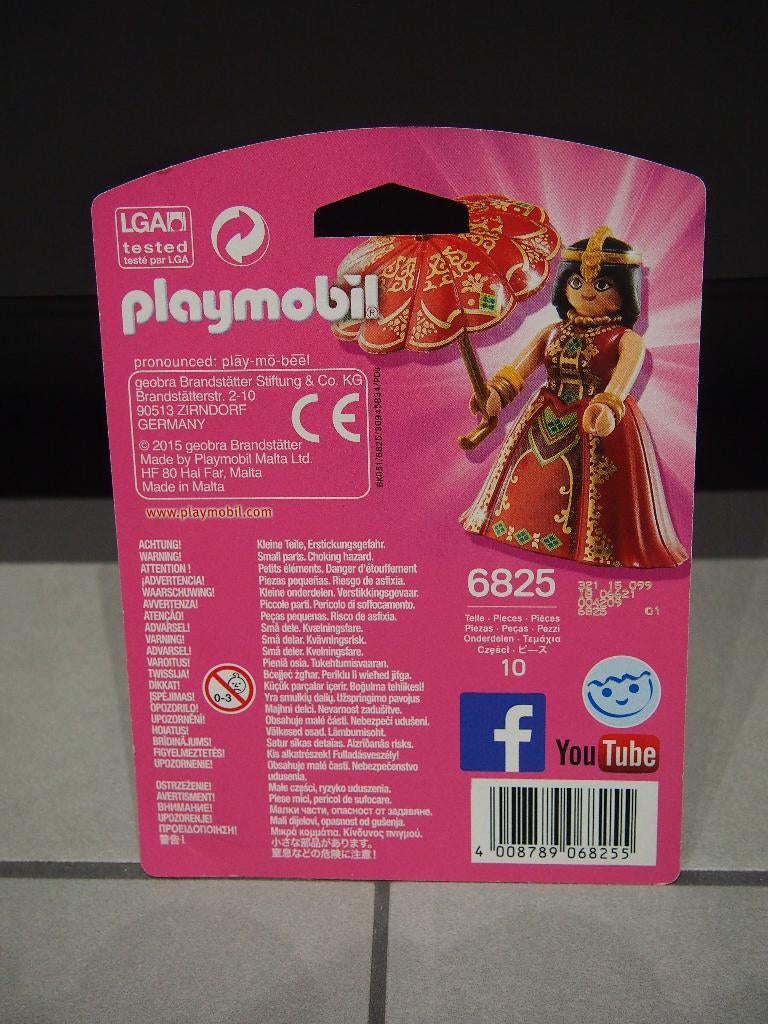 LGA
tested
testé par LGA
playmobil®
pronounced: plāy-mō-bēēl
geobra Brandstätter Stiftung & Co. KG
Brandstätterstr. 2-10
90513 ZIRNDORF
GERMANY
CE
© 2015 geobra Brandstätter
Made by Playmobil Malta Ltd.
HF 80 Hal Far, Malta
Made in Malta
www.playmobil.com
ACHTUNG! Kleine Teile, Erstickungsgefahr.
WARNING! Small parts. Choking hazard.
ATTENTION ! Petits éléments. Danger d'étouffement
¡ADVERTENCIA! Piezas pequeñas. Riesgo de asfixia.
WAARSCHUWING! Kleine onderdelen. Verstikkingsgevaar.
AVVERTENZA! Piccole parti. Pericolo di soffocamento.
ATENÇÃO! Peças pequenas. Risco de asfixia.
ADVARSEL! Små dele. Kvælningsfare.
VARNING! Små delar. Kvävningsrisk.
ADVARSEL! Små deler. Kvelningsfare.
VAROITUS! Pieniä osia. Tukehtumisvaaran.
TWISSIJA! Bċejjeċ żgħar. Periklu li wieħed jifga.
DİKKAT! Küçük parçalar içerir. Boğulma tehlikesi!
ĮSPĖJIMAS! Yra smulkių dalių. Užspringimo pavojus
OPOZORILO! Majhni delci. Nevarnost zadušitve.
UPOZORNĚNÍ! Obsahuje malé části. Nebezpečí udušení.
HOIATUS! Väikesed osad. Lämbumisoht.
BRĪDINĀJUMS! Satur sīkas detaļas. Aizrīšanās risks.
FIGYELMEZTETÉS! Kis alkatrészek! Fulladásveszély!
UPOZORNENIE! Obsahuje malé časti. Nebezpečenstvo
udusenia.
OSTRZEŻENIE! Małe części, ryzyko uduszenia.
AVERTISMENT! Piese mici, pericol de sufocare.
ВНИМАНИЕ! Малки части, опасност от задавяне.
UPOZORENJE! Mali dijelovi, opasnost od gušenja.
ΠΡΟΕΙΔΟΠΟΙΗΣΗ! Μικρά κομμάτια. Κίνδυνος πνιγμού.
警告! 小さな部品があります。
窒息などの危険に注意!
0-3
6825
Teile · Pieces · Pièces
Piezas · Peças · Pezzi
Onderdelen · Τεμάχια
Części · ピース
10
321 15 099
004209
6825 01
f
You Tube
4 008789 068255